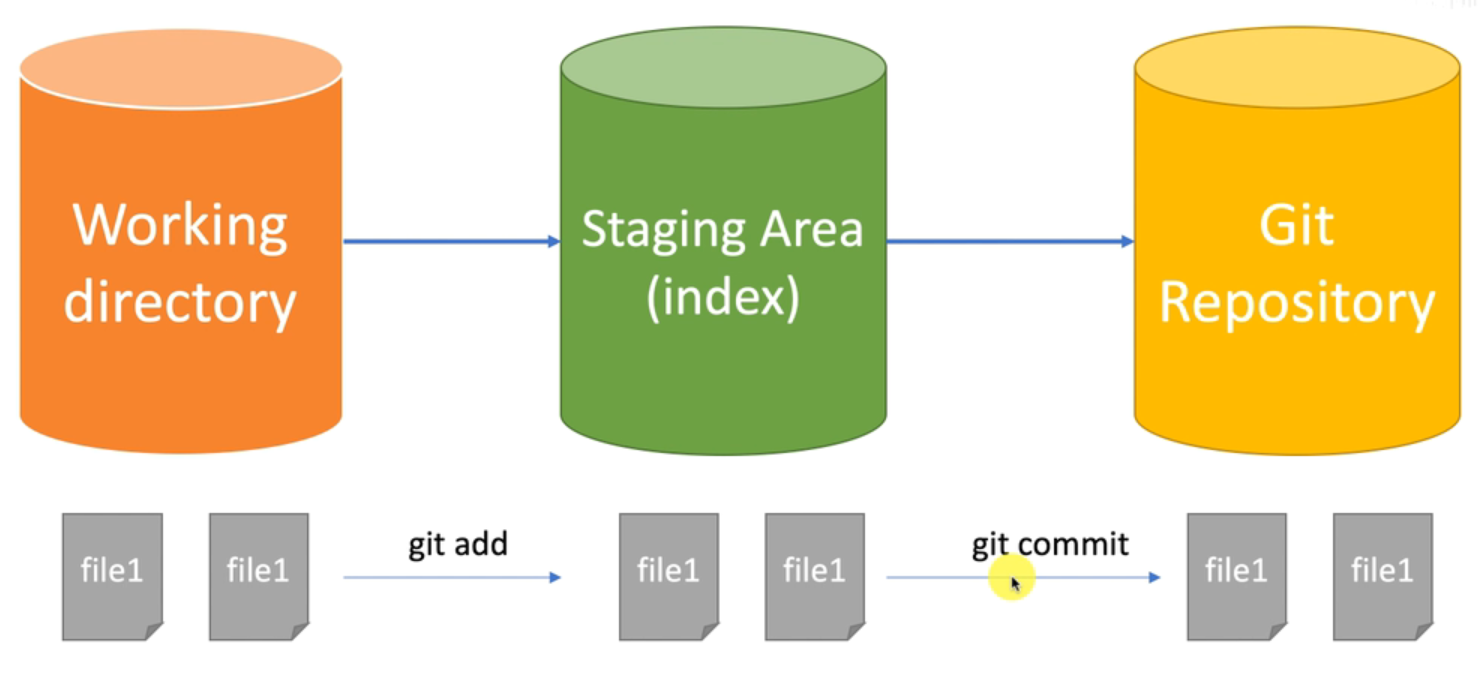 Working
directory
Staging Area
(index)
Git
Repository
file1
file1
git add
file1
file1
git commit
file1
file1